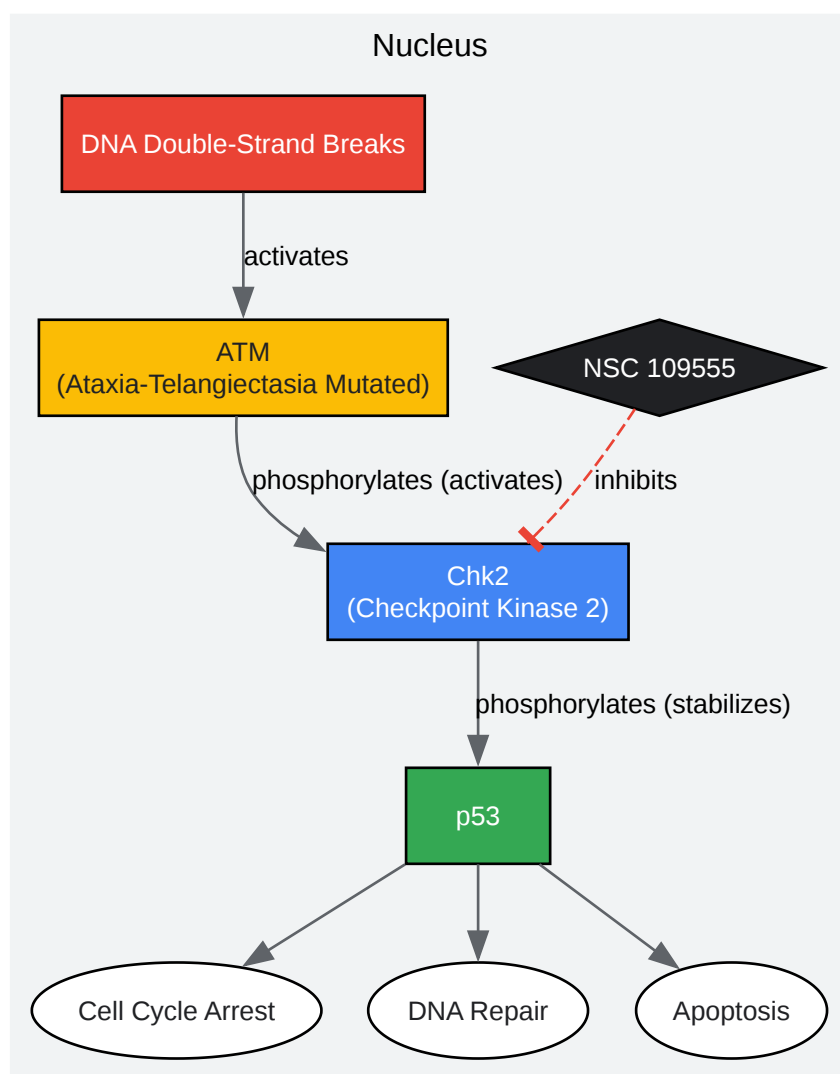 Nucleus
DNA Double-Strand Breaks
activates
ATM
(Ataxia-Telangiectasia Mutated)
NSC 109555
phosphorylates (activates)
inhibits
Chk2
(Checkpoint Kinase 2)
phosphorylates (stabilizes)
p53
Cell Cycle Arrest
DNA Repair
Apoptosis